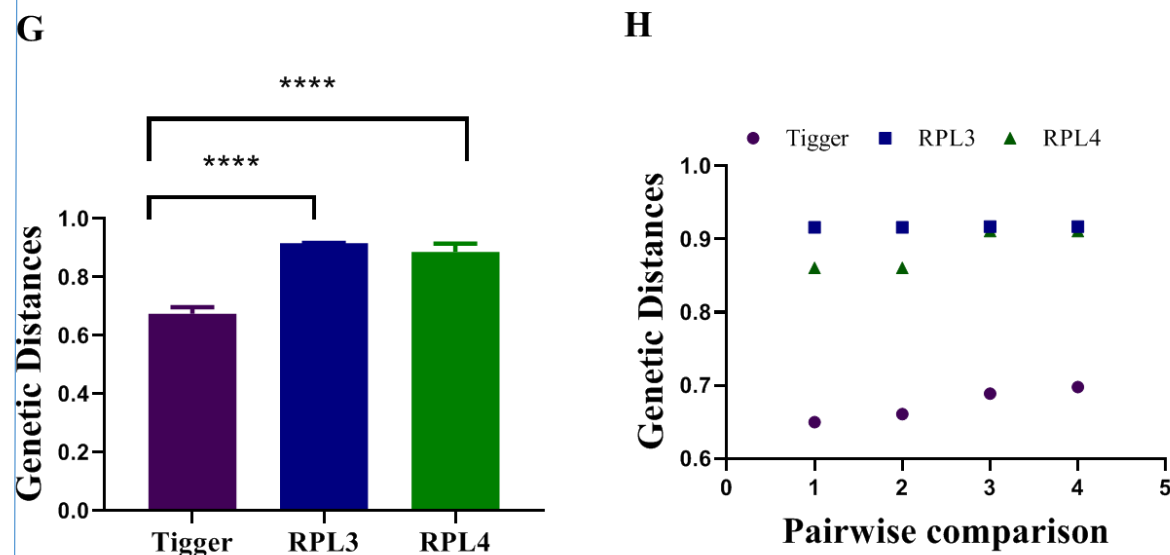 G
****
****
Genetic Distances
1.0
0.8
0.6
0.4
0.2
0.0
Tigger RPL3 RPL4
H
Tigger RPL3 RPL4
Genetic Distances
1.0
0.9
0.8
0.7
0.6
0 1 2 3 4 5
Pairwise comparison